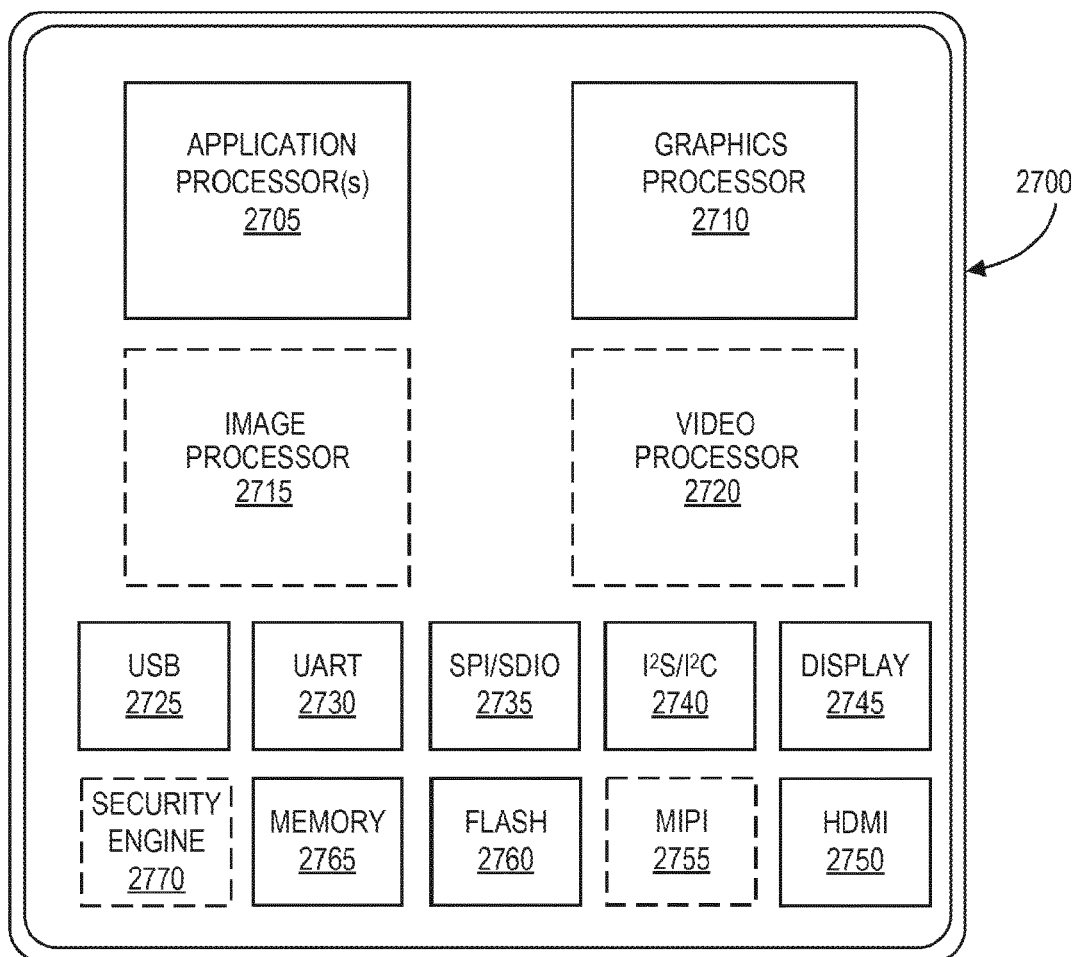 APPLICATION
PROCESSOR(s)
2705
GRAPHICS
PROCESSOR
2710
2700
IMAGE
PROCESSOR
2715
VIDEO
PROCESSOR
2720
USB
2725
UART
2730
SPI/SDIO
2735
I²S/I²C
2740
DISPLAY
2745
SECURITY
ENGINE
2770
MEMORY
2765
FLASH
2760
MIPI
2755
HDMI
2750